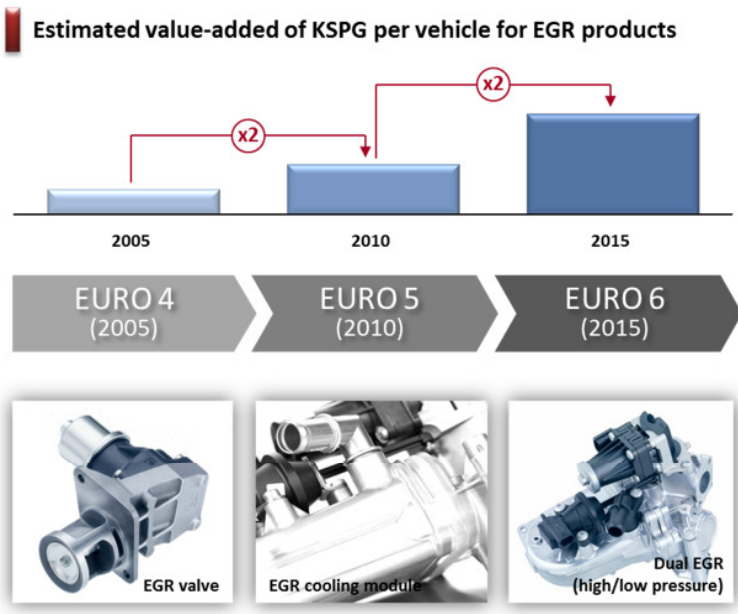 Estimated value-added of KSPG per vehicle for EGR products
x2
x2
2005
2010
2015
EURO 4
(2005)
EURO 5
(2010)
EURO 6
(2015)
EGR valve
EGR cooling module
Dual EGR
(high/low pressure)